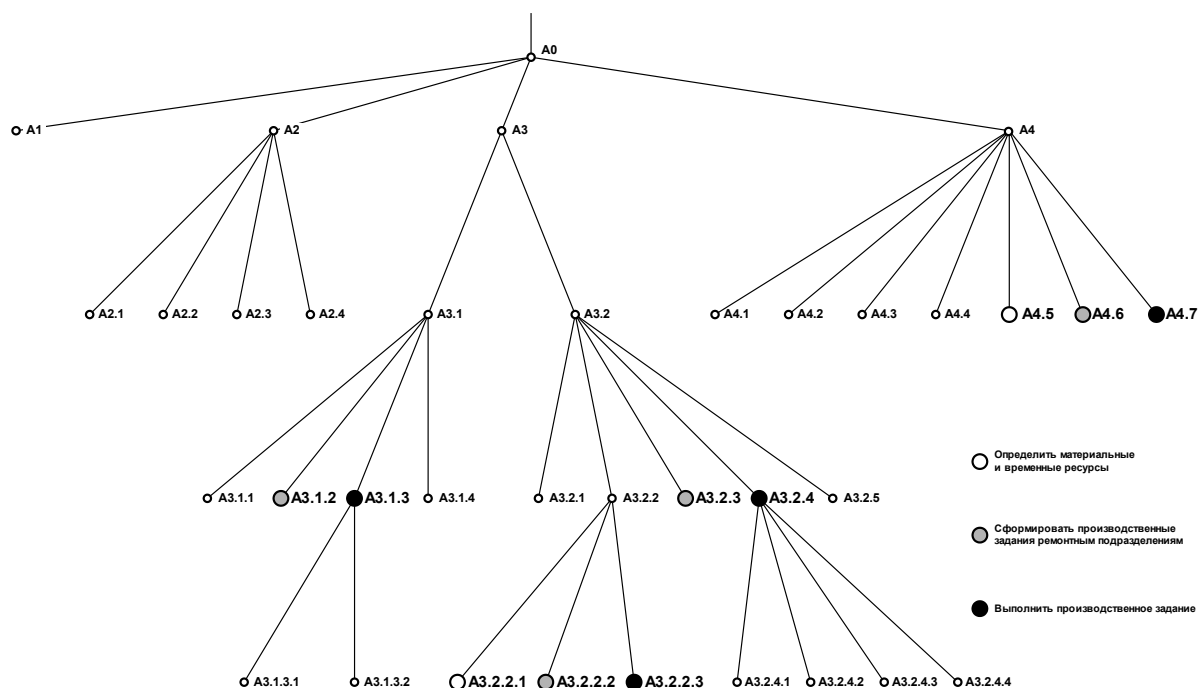 A0
A1
A2
A3
A4
A2.1
A2.2
A2.3
A2.4
A3.1
A3.2
A4.1
A4.2
A4.3
A4.4
A4.5
A4.6
A4.7
A3.1.1
A3.1.2
A3.1.3
A3.1.4
A3.2.1
A3.2.2
A3.2.3
A3.2.4
A3.2.5
Определить материальные
и временные ресурсы
Сформировать производственные
задания ремонтным подразделениям
Выполнить производственное задание
A3.1.3.1
A3.1.3.2
A3.2.2.1
A3.2.2.2
A3.2.2.3
A3.2.4.1
A3.2.4.2
A3.2.4.3
A3.2.4.4